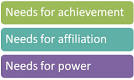 Needs for achievement
Needs for affiliation
Needs for power